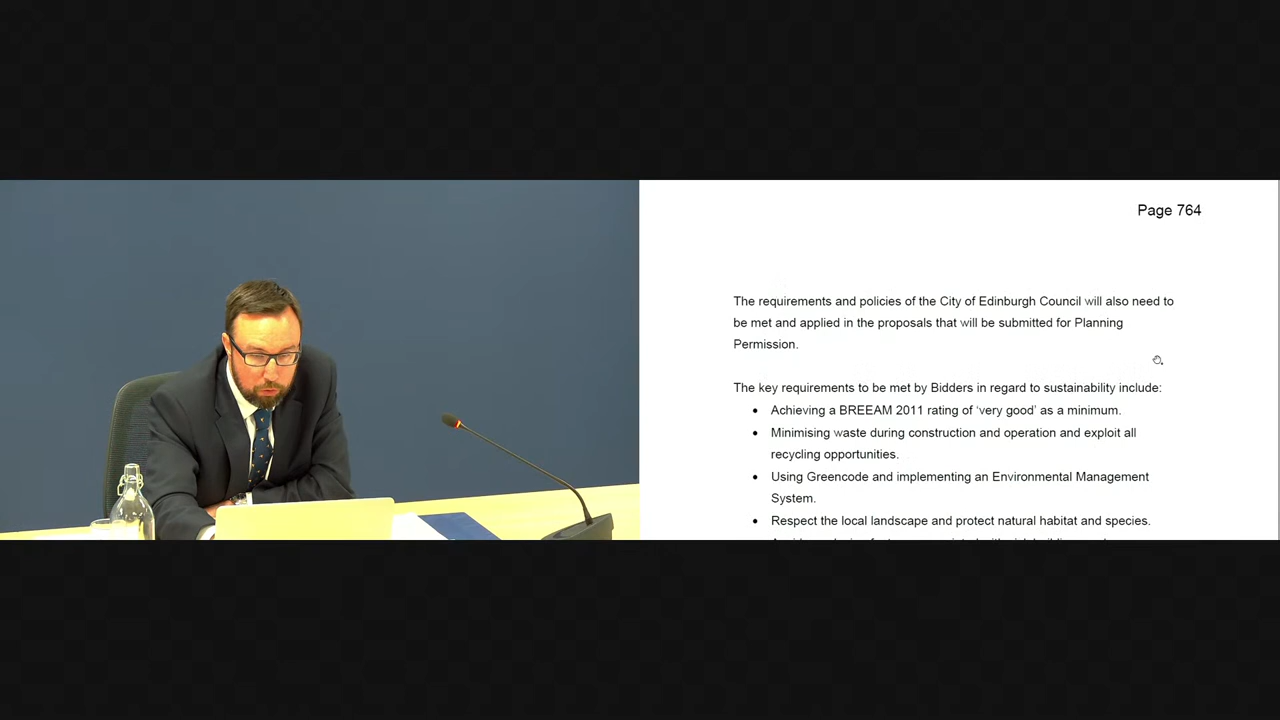 Page 764
The requirements and policies of the City of Edinburgh Council will also need to
be met and applied in the proposals that will be submitted for Planning
Permission.
The key requirements to be met by Bidders in regard to sustainability include:
• Achieving a BREEAM 2011 rating of ‘very good’ as a minimum.
• Minimising waste during construction and operation and exploit all
recycling opportunities.
• Using Greencode and implementing an Environmental Management
System.
• Respect the local landscape and protect natural habitat and species.